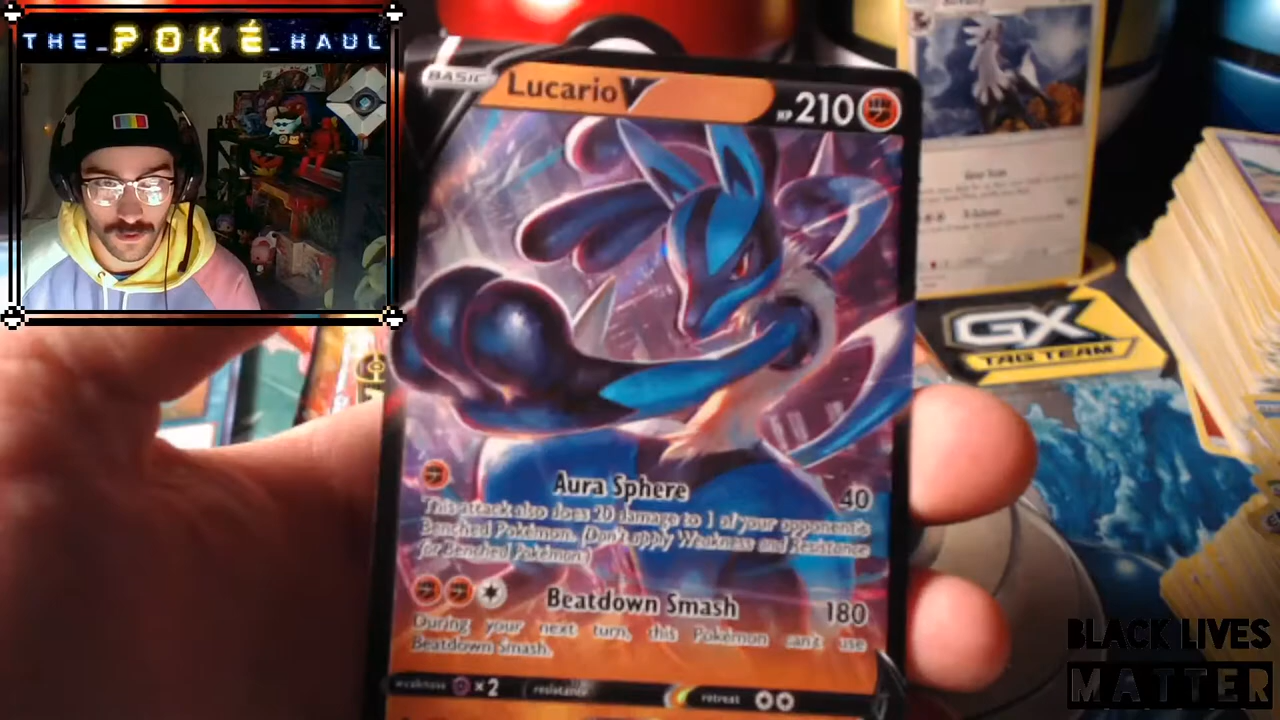 THE_POKÉ_HAUL
BASIC
Lucario V
HP 210
Aura Sphere 40
This attack also does 20 damage to 1 of your opponent's
Benched Pokémon. (Don't apply Weakness and Resistance
for Benched Pokémon.)
Beatdown Smash 180
During your next turn, this Pokémon can't use
Beatdown Smash.
weakness ×2 resistance retreat
GX
TAG TEAM
BLACK LIVES
MATTER